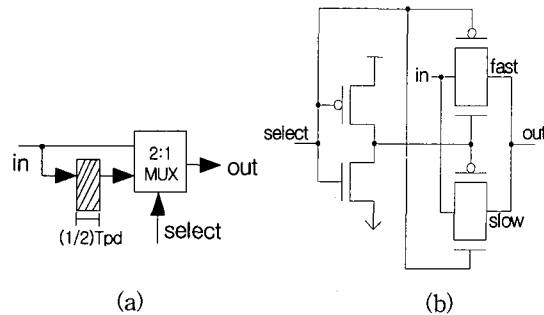 in
2:1
MUX
out
(1/2)Tpd
select
(a)
select
in
fast
out
slow
(b)